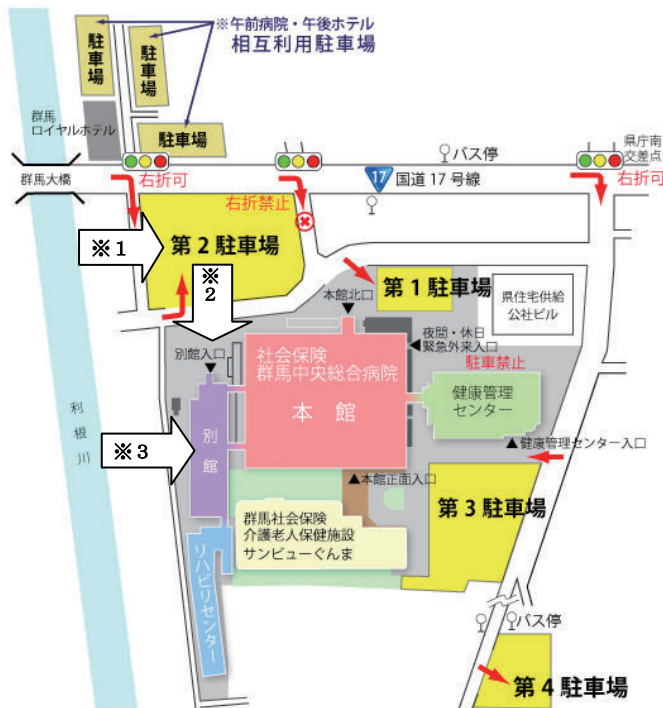 ※午前病院・午後ホテル
相互利用駐車場
駐車場
駐車場
駐車場
群馬
ロイヤルホテル
群馬大橋
右折可
右折禁止
17
国道17号線
バス停
県庁南
交差点
右折可
※1
第2駐車場
※
2
第1駐車場
本館北口
県住宅供給
公社ビル
夜間・休日
緊急外来入口
駐車禁止
別館入口
社会保険
群馬中央総合病院
本館
健康管理
センター
健康管理センター入口
利根川
※3
別館
本館正面入口
第3駐車場
群馬社会保険
介護老人保健施設
サンビューぐんま
リハビリセンター
バス停
第4駐車場